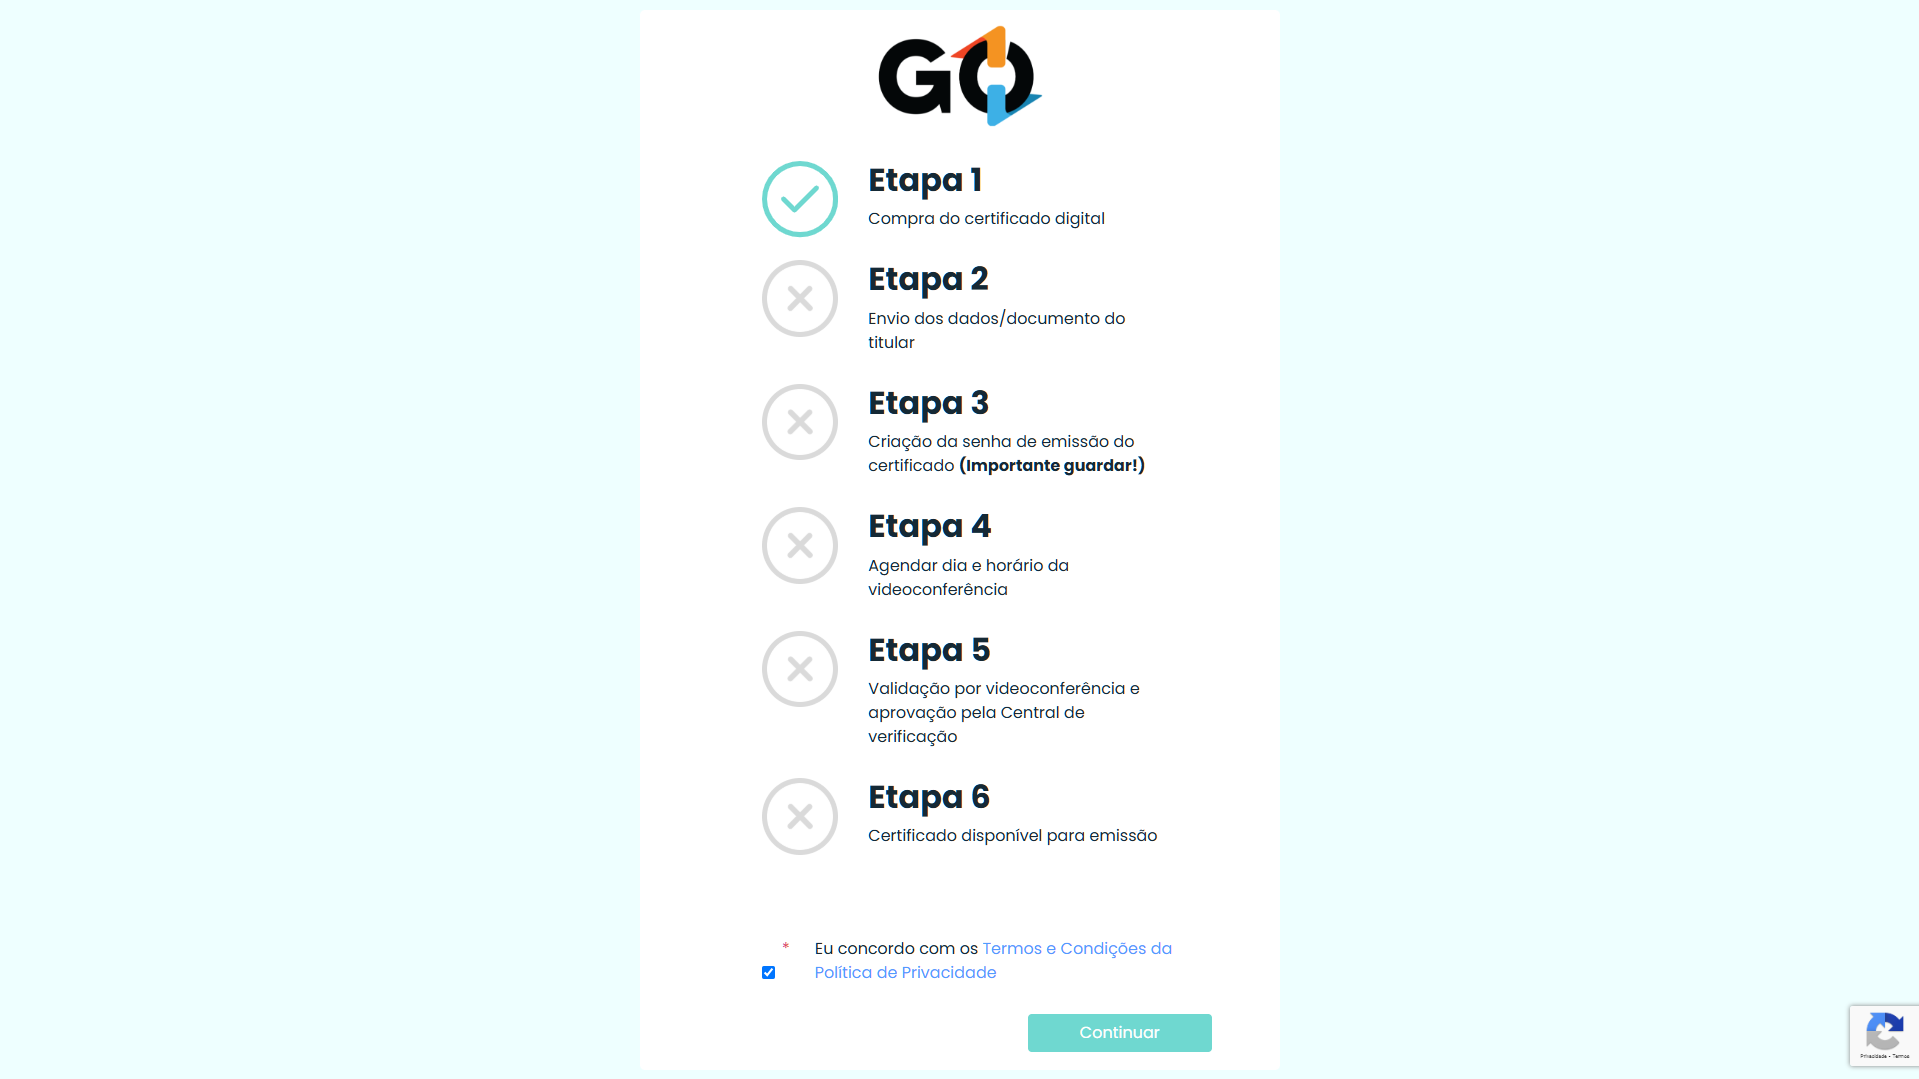 GO
Etapa 1
Compra do certificado digital
Etapa 2
Envio dos dados/documento do
titular
Etapa 3
Criação da senha de emissão do
certificado (Importante guardar!)
Etapa 4
Agendar dia e horário da
videoconferência
Etapa 5
Validação por videoconferência e
aprovação pela Central de
verificação
Etapa 6
Certificado disponível para emissão
* Eu concordo com os Termos e Condições da
Política de Privacidade
Continuar
Privacidade - Termos